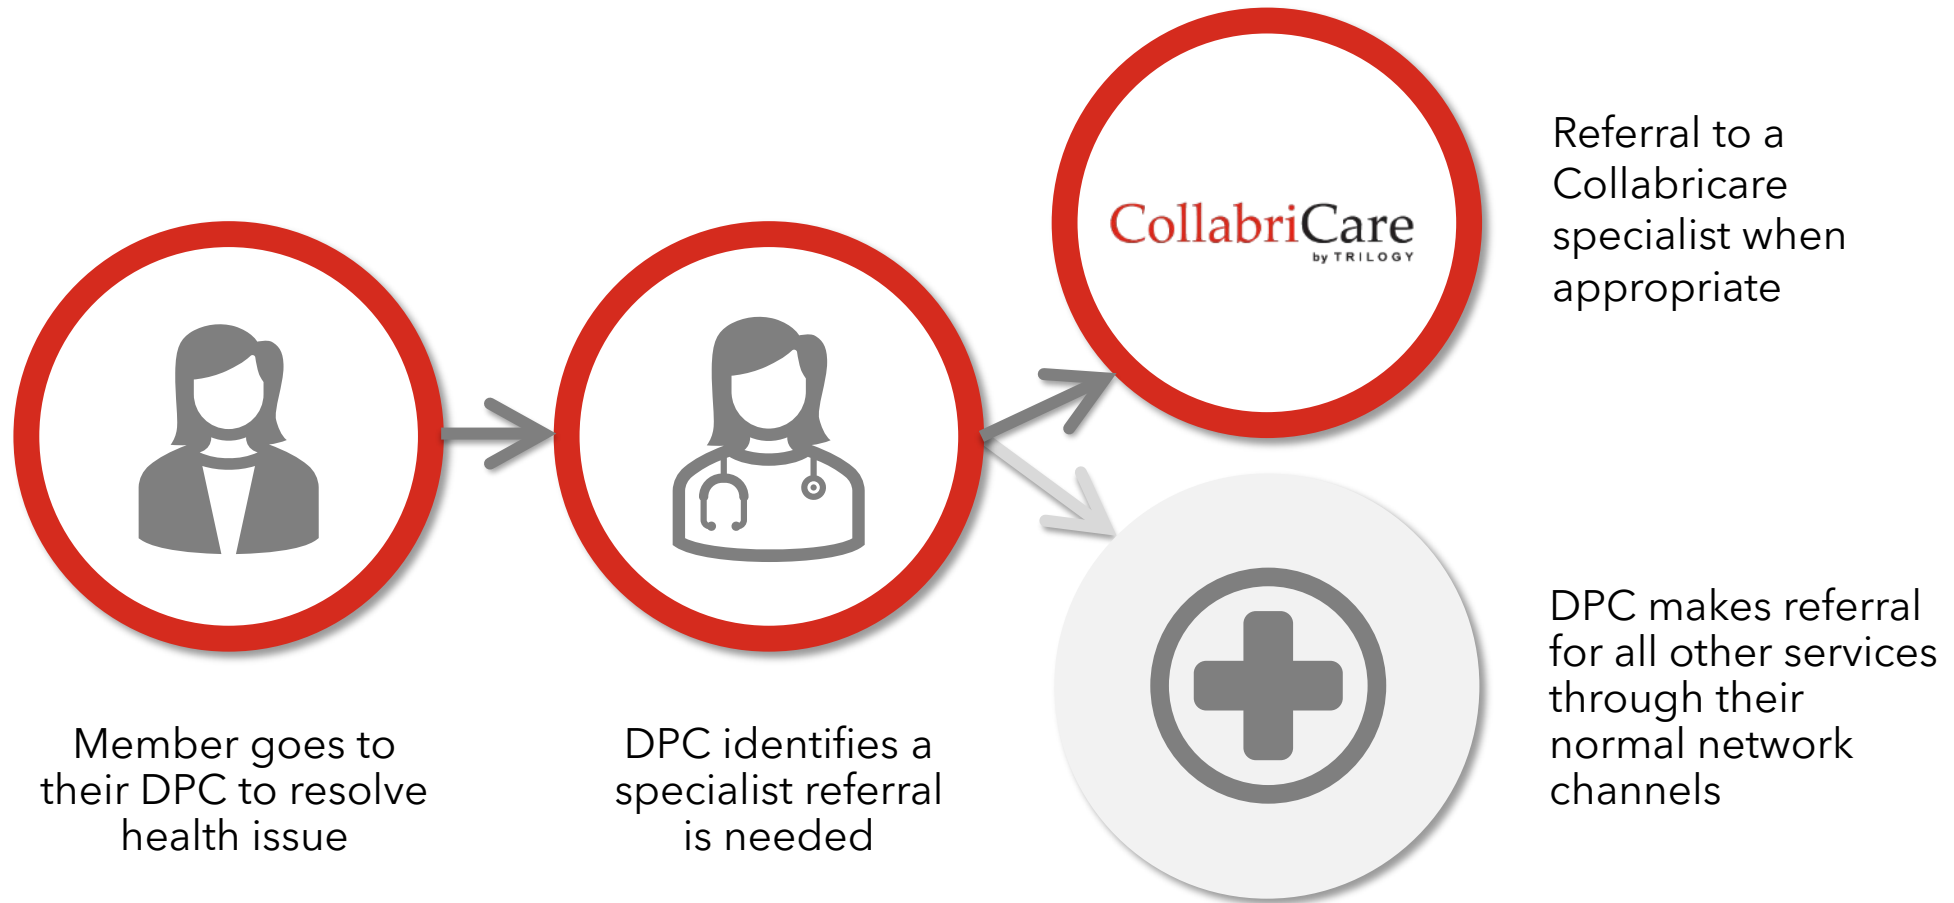 Member goes to
their DPC to resolve
health issue
DPC identifies a
specialist referral
is needed
CollabriCare
by TRILOGY
Referral to a
Collabricare
specialist when
appropriate
DPC makes referral
for all other services
through their
normal network
channels